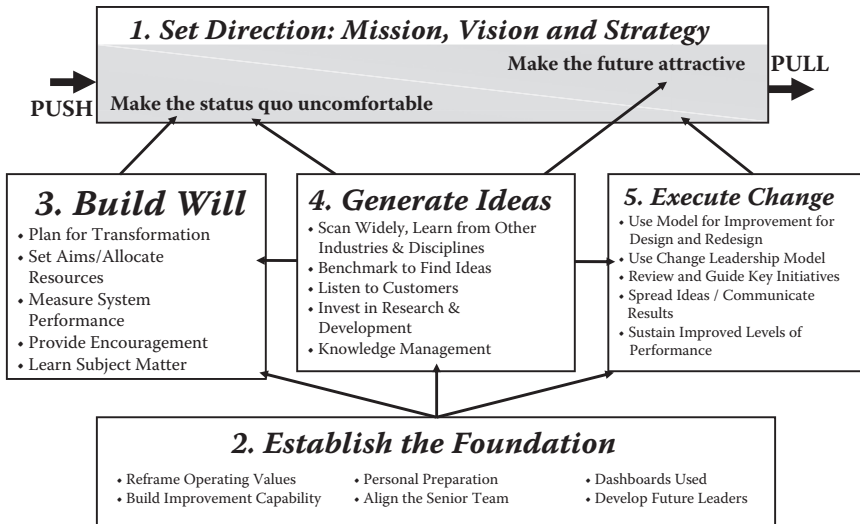 1. Set Direction: Mission, Vision and Strategy
Make the future attractive
PULL
PUSH
Make the status quo uncomfortable
3. Build Will
• Plan for Transformation
• Set Aims/Allocate
Resources
• Measure System
Performance
• Provide Encouragement
• Learn Subject Matter
4. Generate Ideas
• Scan Widely, Learn from Other
Industries & Disciplines
• Benchmark to Find Ideas
• Listen to Customers
• Invest in Research &
Development
• Knowledge Management
5. Execute Change
• Use Model for Improvement for
Design and Redesign
• Use Change Leadership Model
• Review and Guide Key Initiatives
• Spread Ideas / Communicate
Results
• Sustain Improved Levels of
Performance
2. Establish the Foundation
• Reframe Operating Values
• Build Improvement Capability
• Personal Preparation
• Align the Senior Team
• Dashboards Used
• Develop Future Leaders